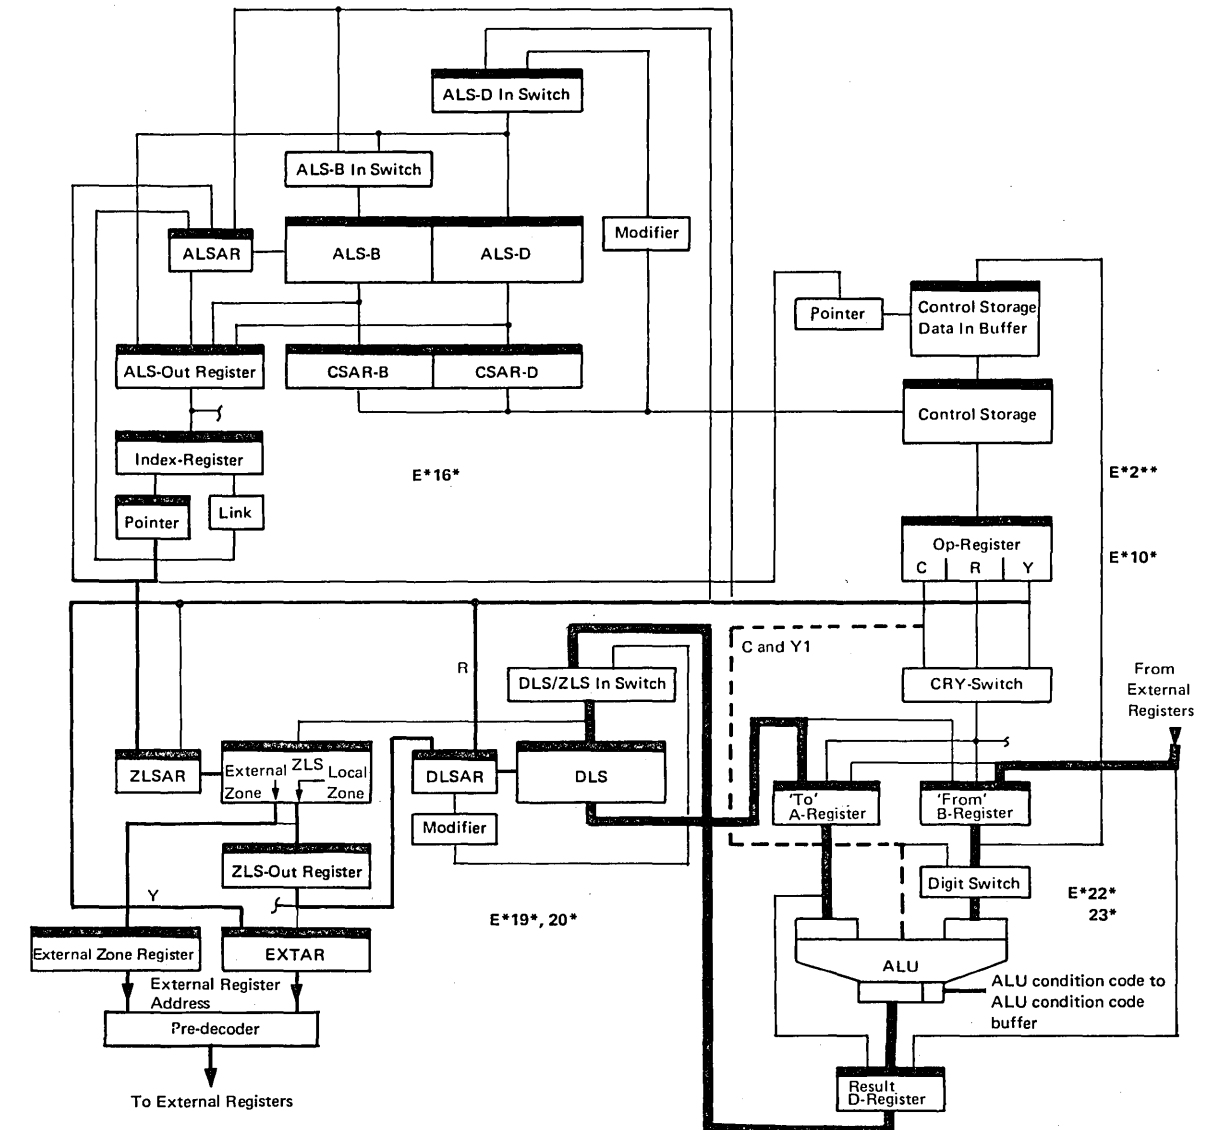 ALS-D In Switch
ALS-B In Switch
Modifier
ALSAR
ALS-B
ALS-D
Pointer
Control Storage
Data In Buffer
ALS-Out Register
CSAR-B
CSAR-D
Control Storage
Index-Register
E*16*
E*2**
Pointer
Link
Op-Register
C
R
Y
E*10*
C and Y1
R
DLS/ZLS In Switch
CRY-Switch
From
External
Registers
ZLSAR
External
Zone
ZLS
Local
Zone
DLSAR
DLS
'To'
A-Register
'From'
B-Register
Modifier
ZLS-Out Register
Digit Switch
Y
E*19*, 20*
E*22*
23*
External Zone Register
EXTAR
ALU
External Register
Address
ALU condition code to
ALU condition code
buffer
Pre-decoder
Result
D-Register
To External Registers